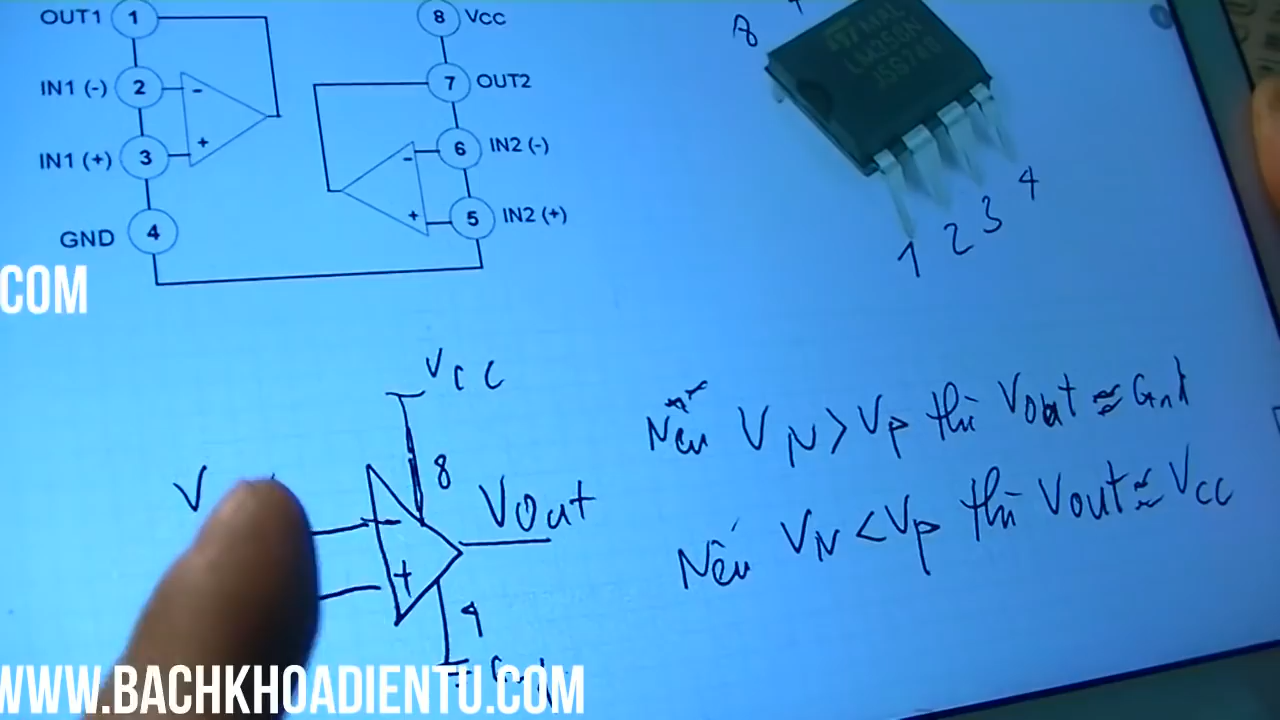 OUT1 1
8 Vcc
IN1 (-) 2
-
7 OUT2
IN1 (+) 3
+
-
6 IN2 (-)
GND 4
+
5 IN2 (+)
8
1 2 3 4
.COM
Vcc
8
V
Vout
+
4
Gnd
Nếu VN > VP thì Vout ≈ Gnd
Nếu VN < VP thì Vout ≈ Vcc
WWW.BACHKHOADIENTU.COM